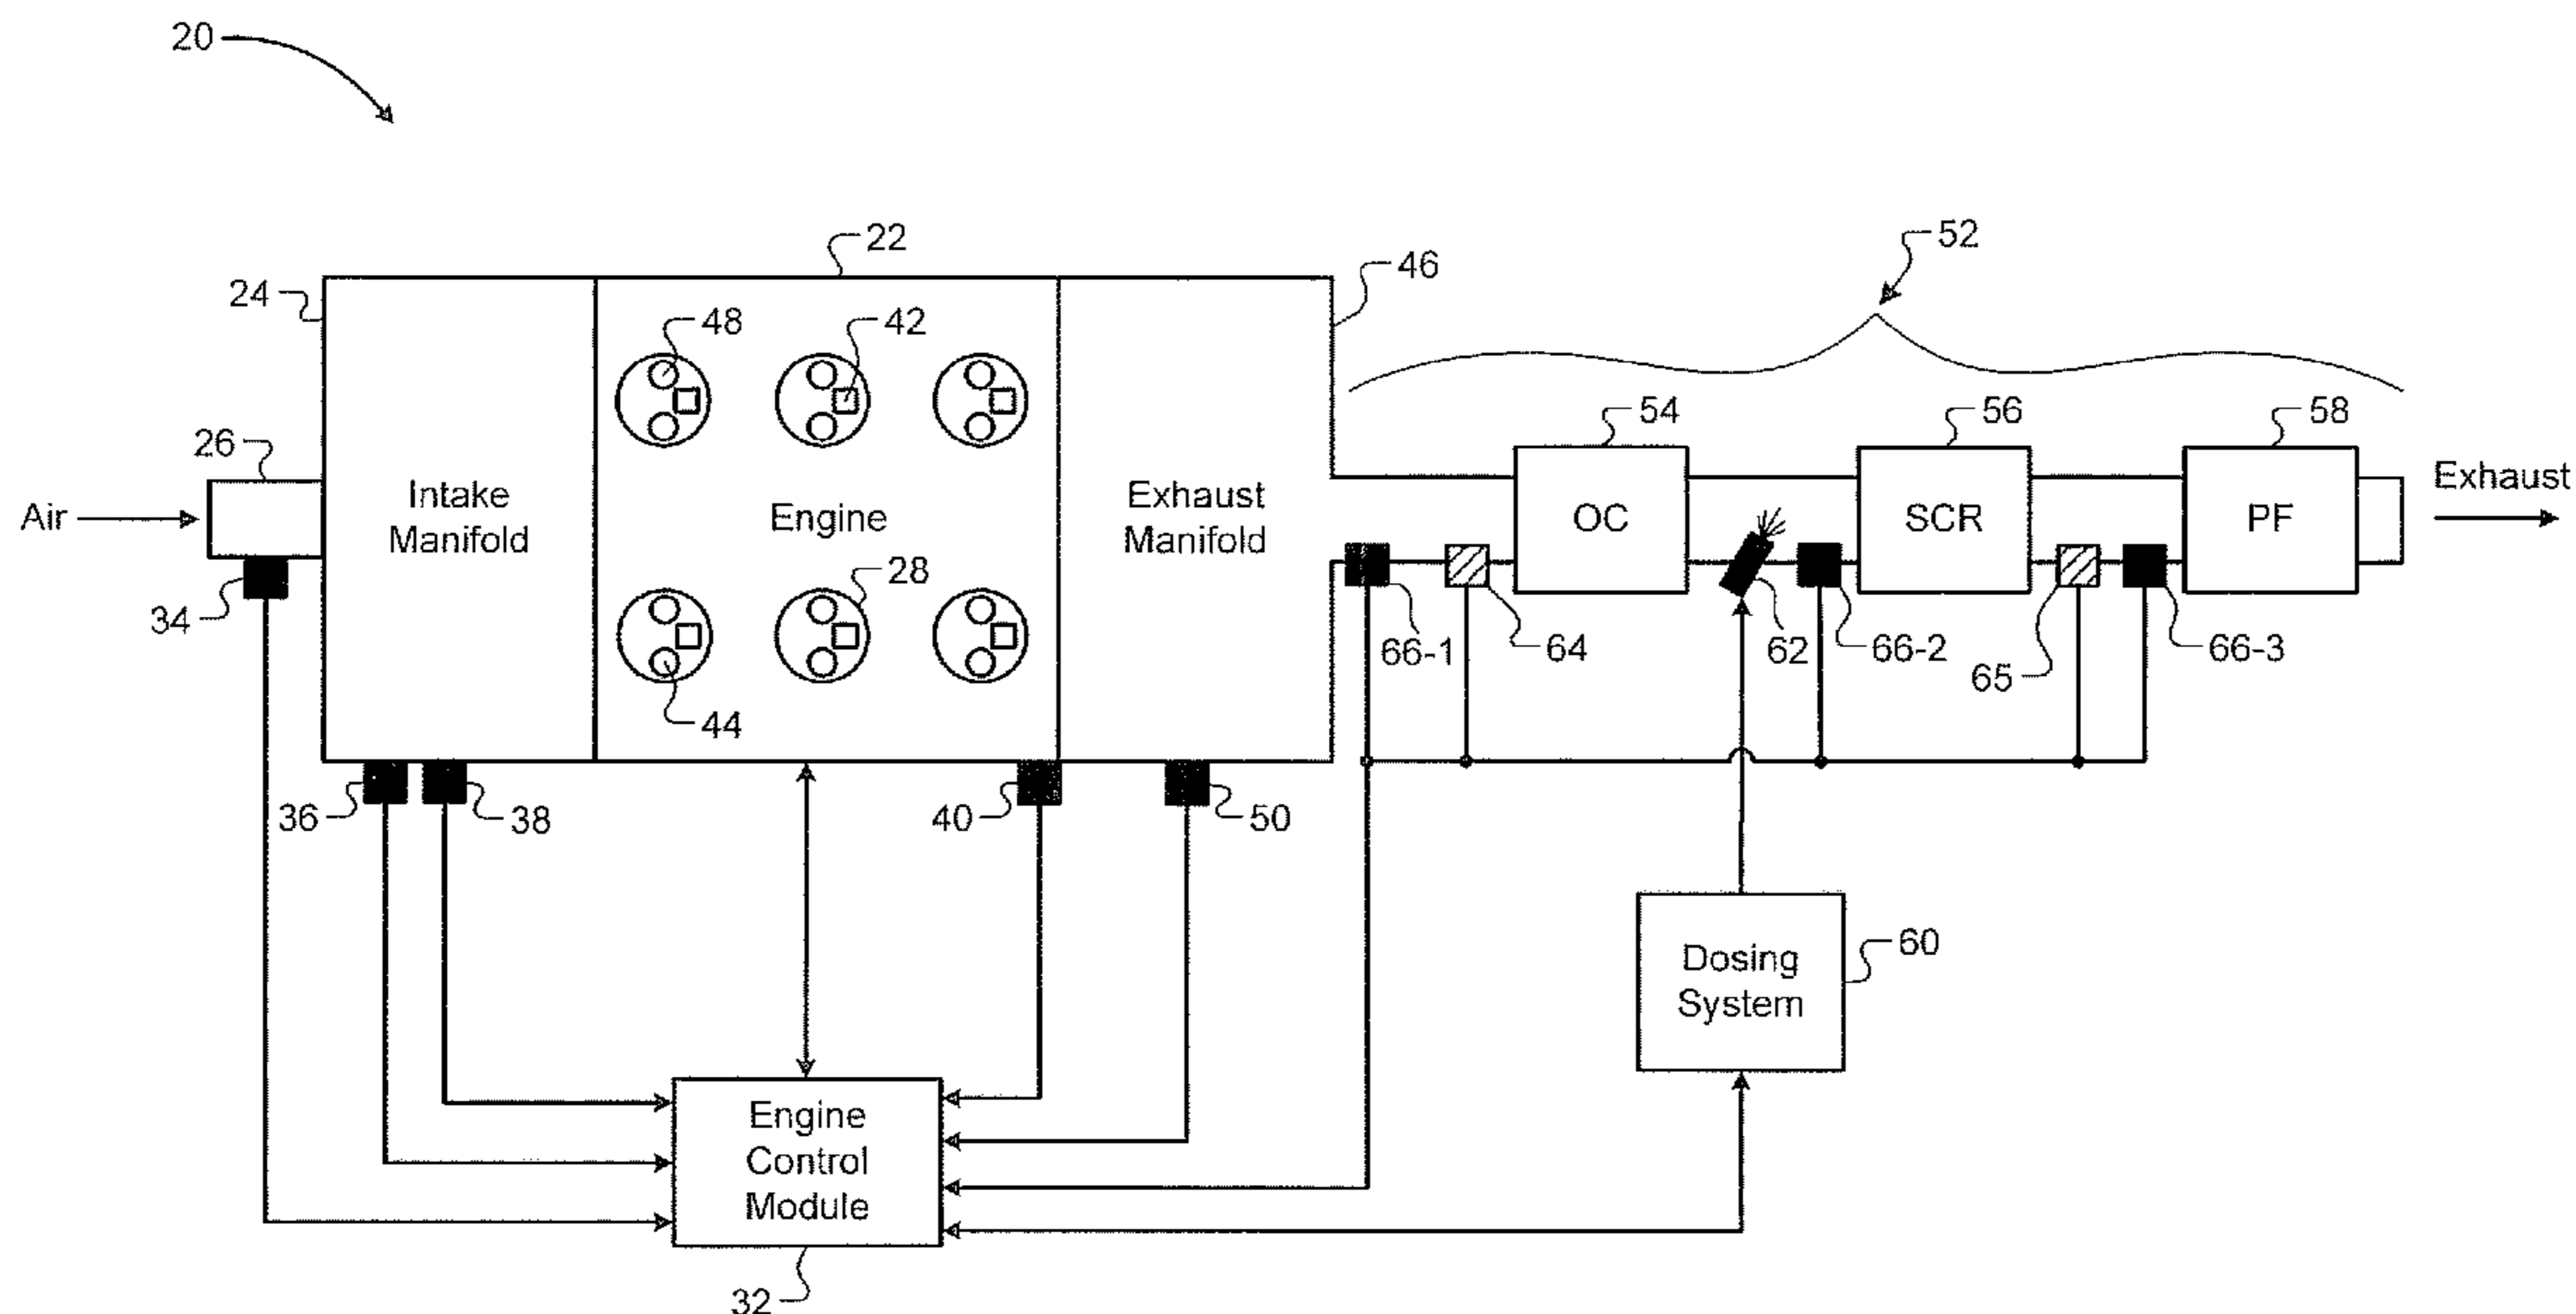 20
22
52
46
24
48
42
54
56
58
26
Exhaust
Air
Intake
Manifold
Engine
Exhaust
Manifold
OC
SCR
PF
28
34
66-1
64
62
66-2
65
66-3
44
36
38
40
50
60
Dosing
System
Engine
Control
Module
32